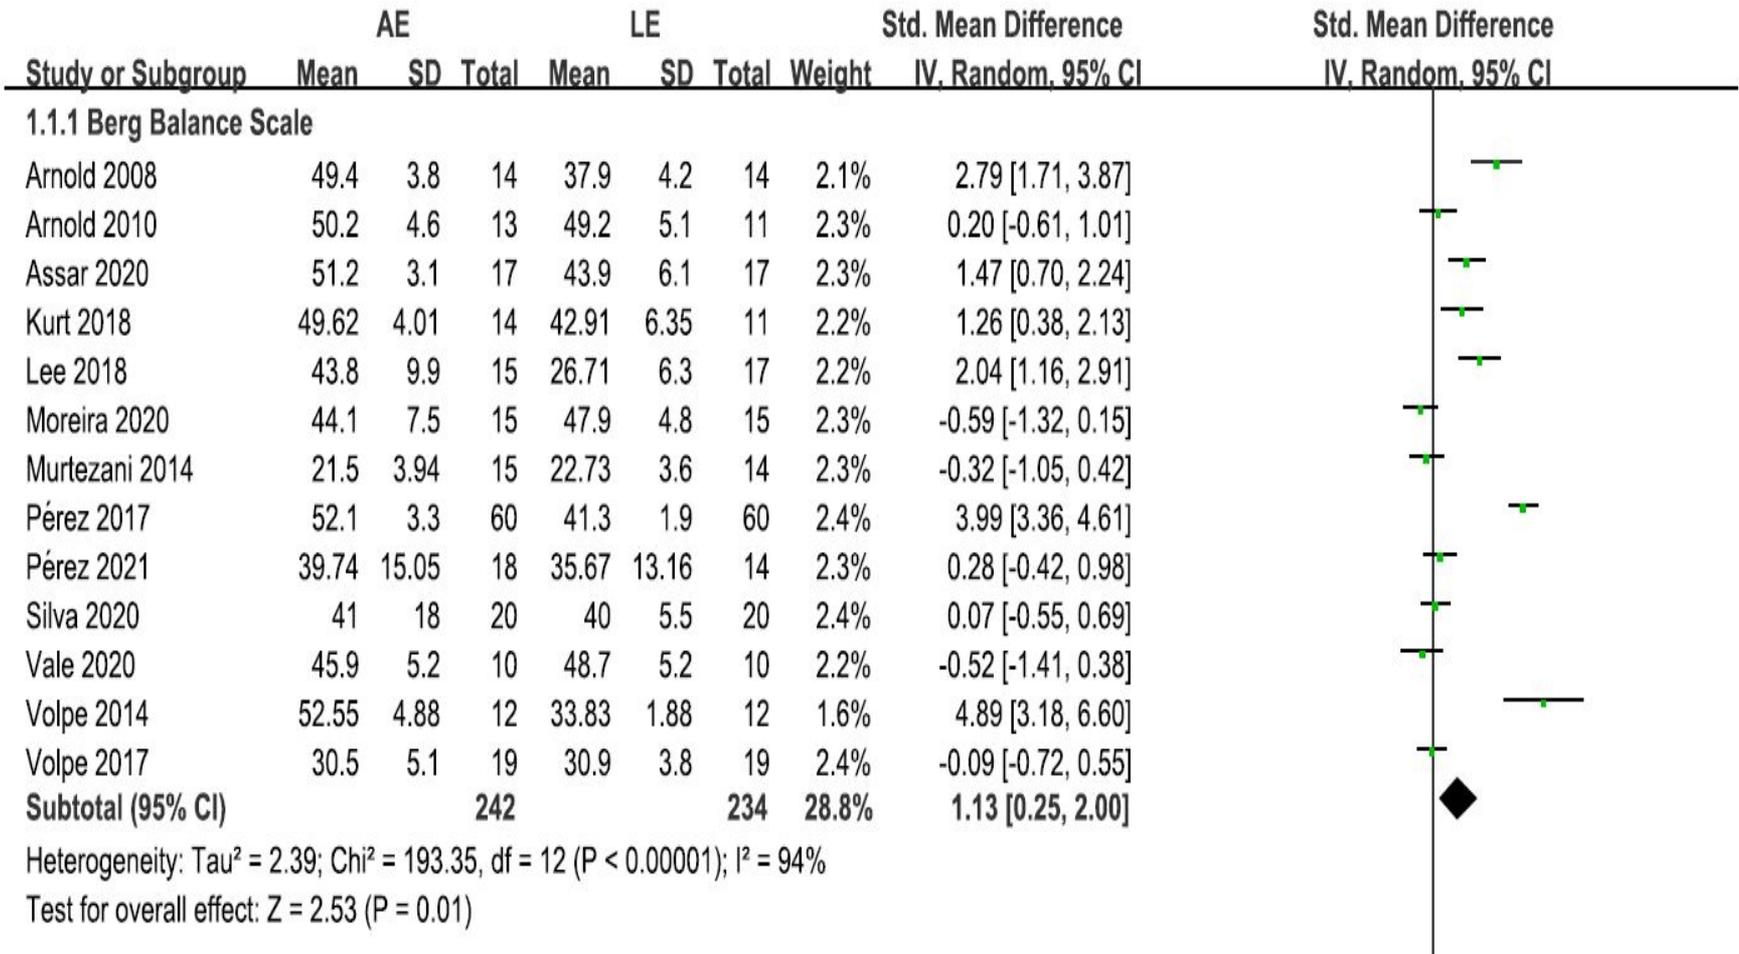 AE LE Std. Mean Difference Std. Mean Difference
Study or Subgroup Mean SD Total Mean SD Total Weight IV, Random, 95% CI IV, Random, 95% CI
1.1.1 Berg Balance Scale
Arnold 2008 49.4 3.8 14 37.9 4.2 14 2.1% 2.79 [1.71, 3.87]
Arnold 2010 50.2 4.6 13 49.2 5.1 11 2.3% 0.20 [-0.61, 1.01]
Assar 2020 51.2 3.1 17 43.9 6.1 17 2.3% 1.47 [0.70, 2.24]
Kurt 2018 49.62 4.01 14 42.91 6.35 11 2.2% 1.26 [0.38, 2.13]
Lee 2018 43.8 9.9 15 26.71 6.3 17 2.2% 2.04 [1.16, 2.91]
Moreira 2020 44.1 7.5 15 47.9 4.8 15 2.3% -0.59 [-1.32, 0.15]
Murtezani 2014 21.5 3.94 15 22.73 3.6 14 2.3% -0.32 [-1.05, 0.42]
Pérez 2017 52.1 3.3 60 41.3 1.9 60 2.4% 3.99 [3.36, 4.61]
Pérez 2021 39.74 15.05 18 35.67 13.16 14 2.3% 0.28 [-0.42, 0.98]
Silva 2020 41 18 20 40 5.5 20 2.4% 0.07 [-0.55, 0.69]
Vale 2020 45.9 5.2 10 48.7 5.2 10 2.2% -0.52 [-1.41, 0.38]
Volpe 2014 52.55 4.88 12 33.83 1.88 12 1.6% 4.89 [3.18, 6.60]
Volpe 2017 30.5 5.1 19 30.9 3.8 19 2.4% -0.09 [-0.72, 0.55]
Subtotal (95% CI) 242 234 28.8% 1.13 [0.25, 2.00]
Heterogeneity: Tau² = 2.39; Chi² = 193.35, df = 12 (P < 0.00001); I² = 94%
Test for overall effect: Z = 2.53 (P = 0.01)